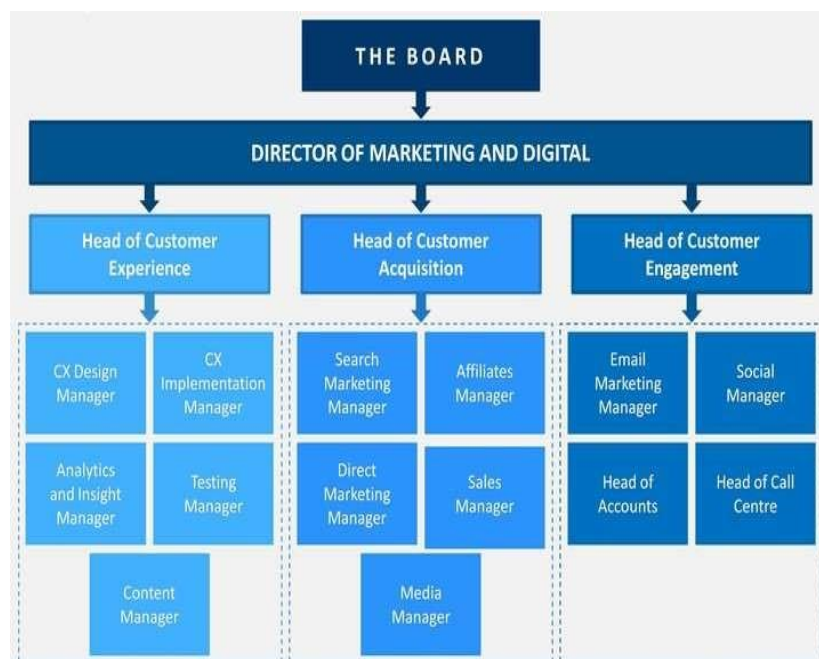 THE BOARD
DIRECTOR OF MARKETING AND DIGITAL
Head of Customer
Experience
Head of Customer
Acquisition
Head of Customer
Engagement
CX Design
Manager
CX
Implementation
Manager
Analytics
and Insight
Manager
Testing
Manager
Content
Manager
Search
Marketing
Manager
Affiliates
Manager
Direct
Marketing
Manager
Sales
Manager
Media
Manager
Email
Marketing
Manager
Social
Manager
Head of
Accounts
Head of Call
Centre